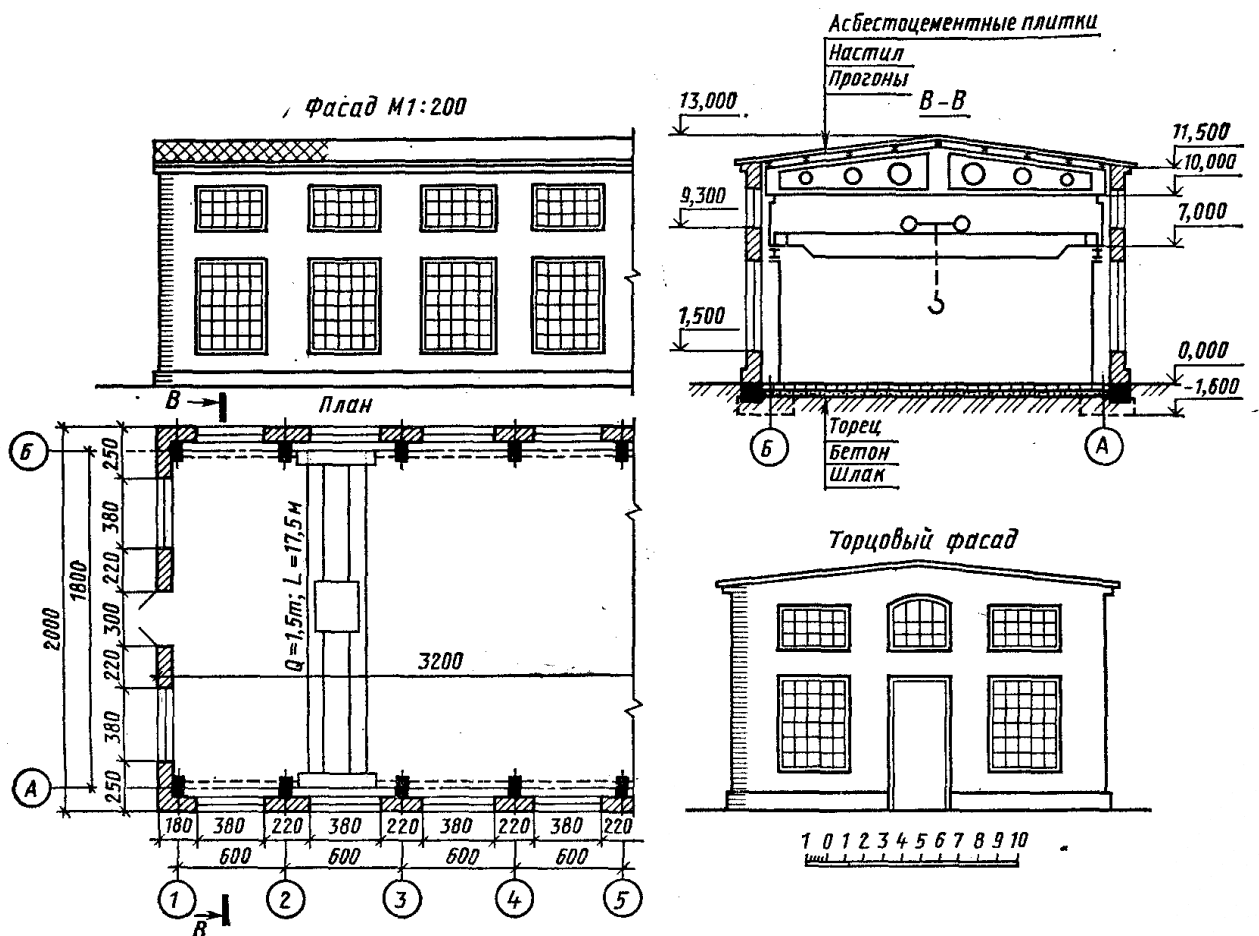 Фасад М1:200
План
В
Б
А
250
380
220
300
220
380
250
1800
2000
Q=1,5т; L=17,5м
3200
180
380
220
380
220
380
220
380
220
600
600
600
600
1
2
3
4
5
В
Асбестоцементные плитки
Настил
Прогоны
В–В
13,000
9,300
1,500
11,500
10,000
7,000
0,000
-1,600
Б
А
Торец
Бетон
Шлак
Торцовый фасад
1 0 1 2 3 4 5 6 7 8 9 10